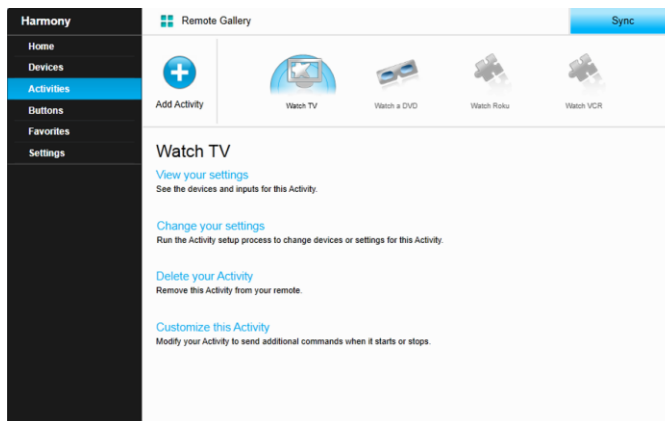 Harmony
Remote Gallery
Sync
Home
Devices
Activities
Buttons
Favorites
Settings
Add Activity
Watch TV
Watch a DVD
Watch Roku
Watch VCR
Watch TV
View your settings
See the devices and inputs for this Activity.
Change your settings
Run the Activity setup process to change devices or settings for this Activity.
Delete your Activity
Remove this Activity from your remote.
Customize this Activity
Modify your Activity to send additional commands when it starts or stops.